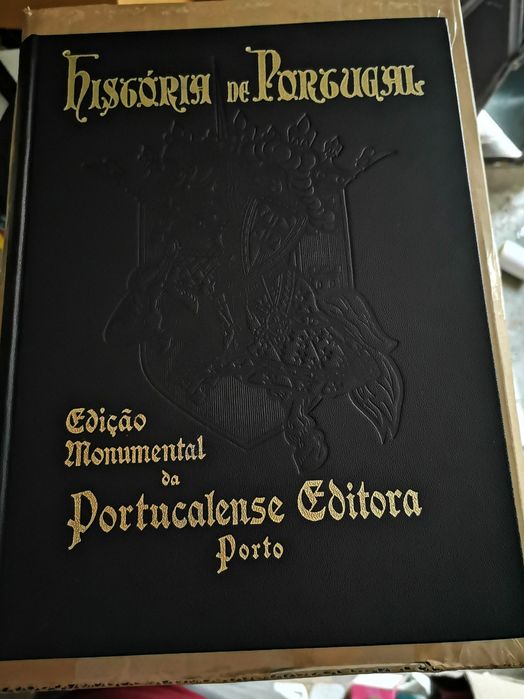 História de Portugal
Edição
Monumental
da
Portucalense Editora
Porto